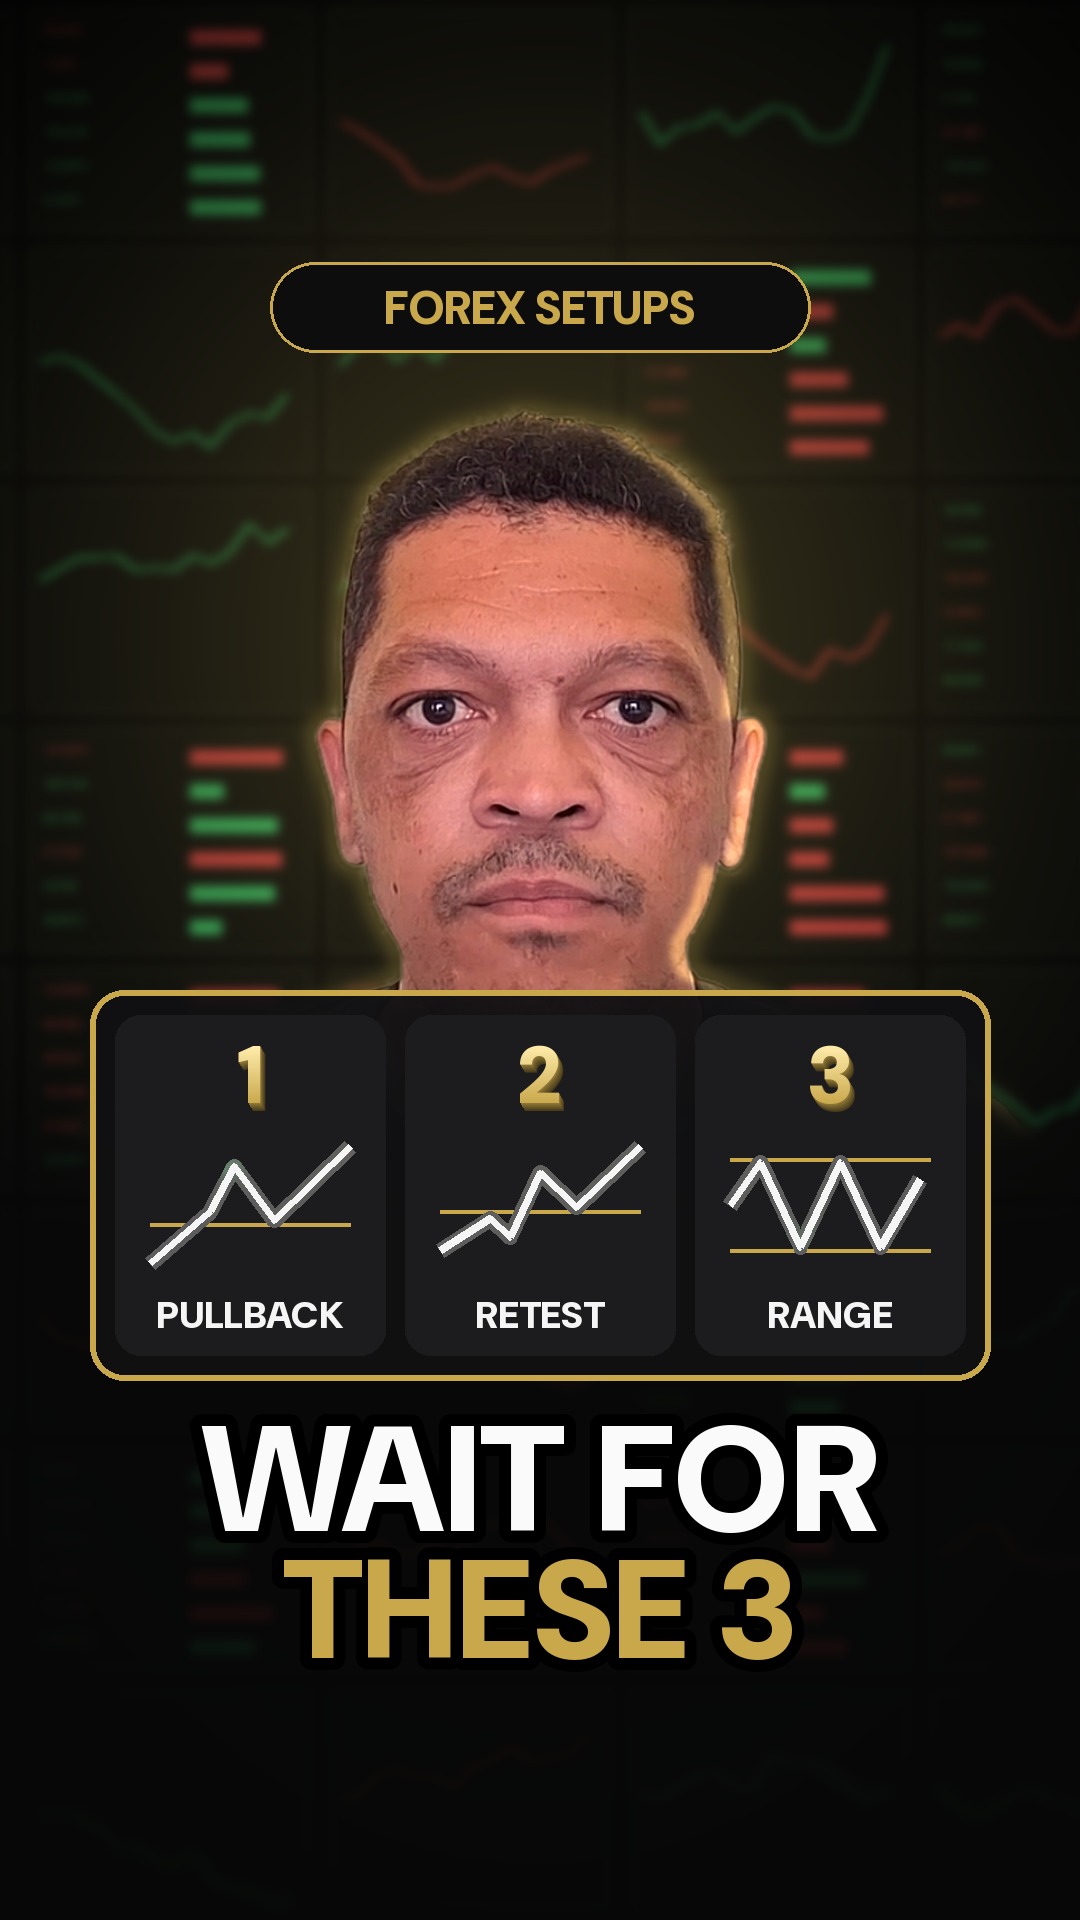 FOREX SETUPS
1
2
3
PULLBACK
RETEST
RANGE
WAIT FOR
THESE 3